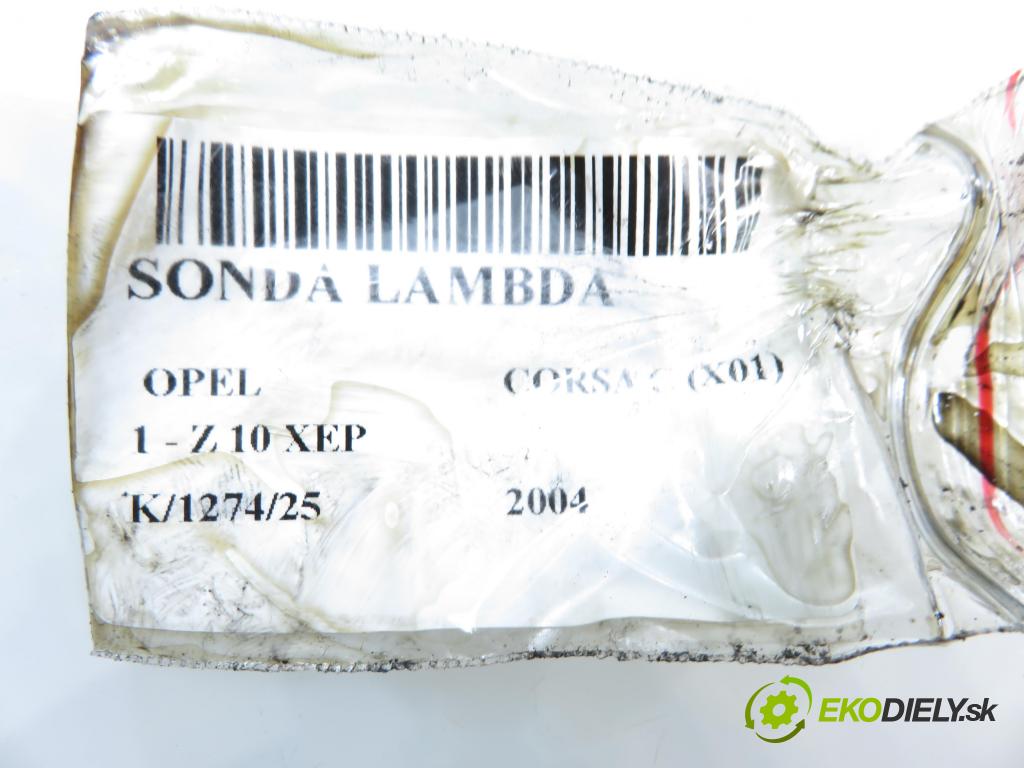 SONDA LAMBDA
OPEL CORSA C (X01)
1 - Z 10 XEP
K/1274/25 2004
EKODIELY.sk